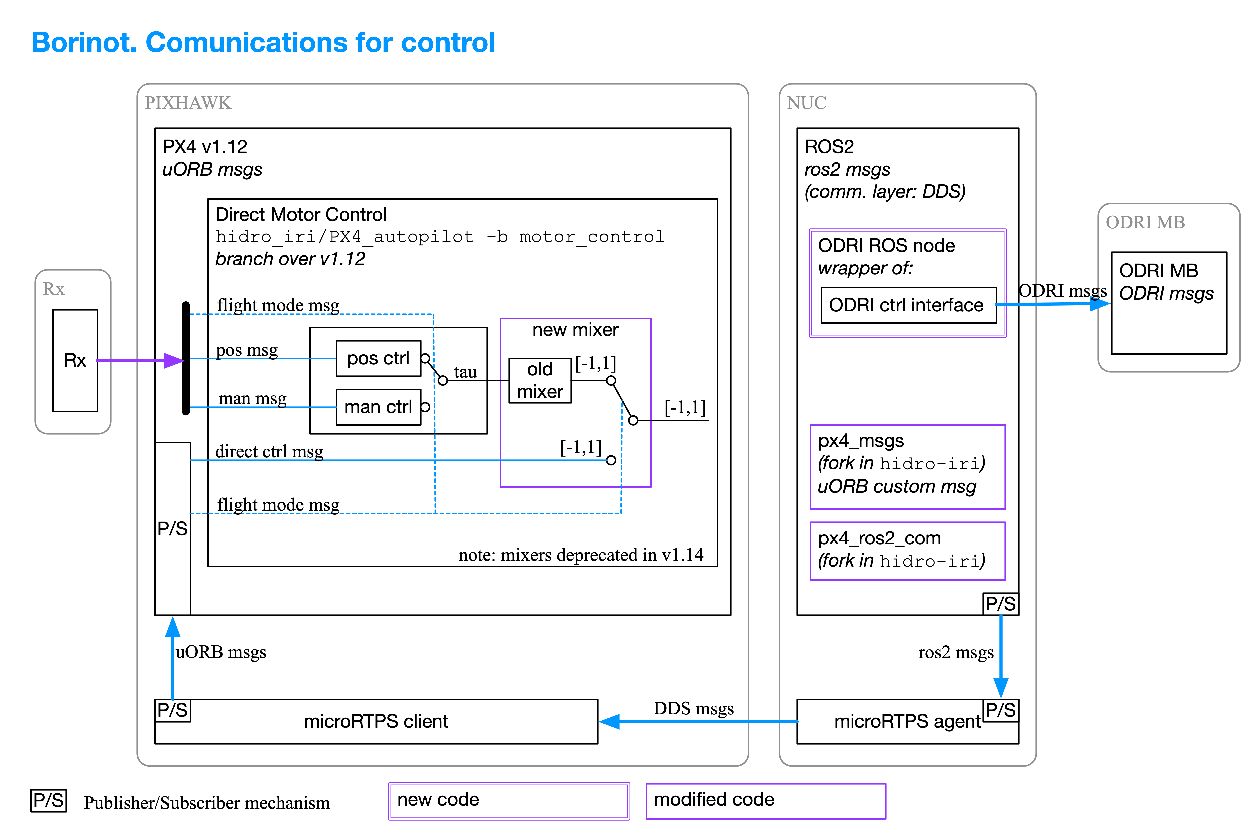 Borinot. Comunications for control
PIXHAWK
PX4 v1.12
uORB msgs
Direct Motor Control
hidro_iri/PX4_autopilot -b motor_control
branch over v1.12
Rx
Rx
flight mode msg
pos msg
man msg
direct ctrl msg
flight mode msg
pos ctrl
man ctrl
tau
new mixer
old
mixer
[-1,1]
[-1,1]
[-1,1]
note: mixers deprecated in v1.14
P/S
uORB msgs
P/S
microRTPS client
DDS msgs
NUC
ROS2
ros2 msgs
(comm. layer: DDS)
ODRI ROS node
wrapper of:
ODRI ctrl interface
ODRI msgs
ODRI MB
ODRI MB
ODRI msgs
px4_msgs
(fork in hidro-iri)
uORB custom msg
px4_ros2_com
(fork in hidro-iri)
P/S
ros2 msgs
microRTPS agent
P/S
P/S
Publisher/Subscriber mechanism
new code
modified code